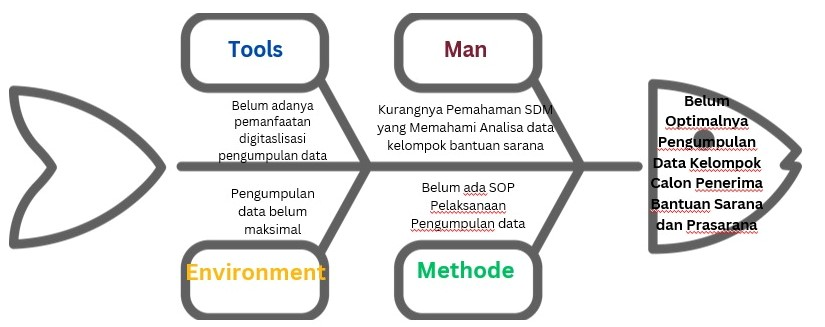 Tools
Man
Belum adanya
pemanfaatan
digitaslisasi
pengumpulan data
Kurangnya Pemahaman SDM
yang Memahami Analisa data
kelompok bantuan sarana
Belum
Optimalnya
Pengumpulan
Data Kelompok
Calon Penerima
Bantuan Sarana
dan Prasarana
Pengumpulan
data belum
maksimal
Belum ada SOP
Pelaksanaan
Pengumpulan data
Environment
Methode